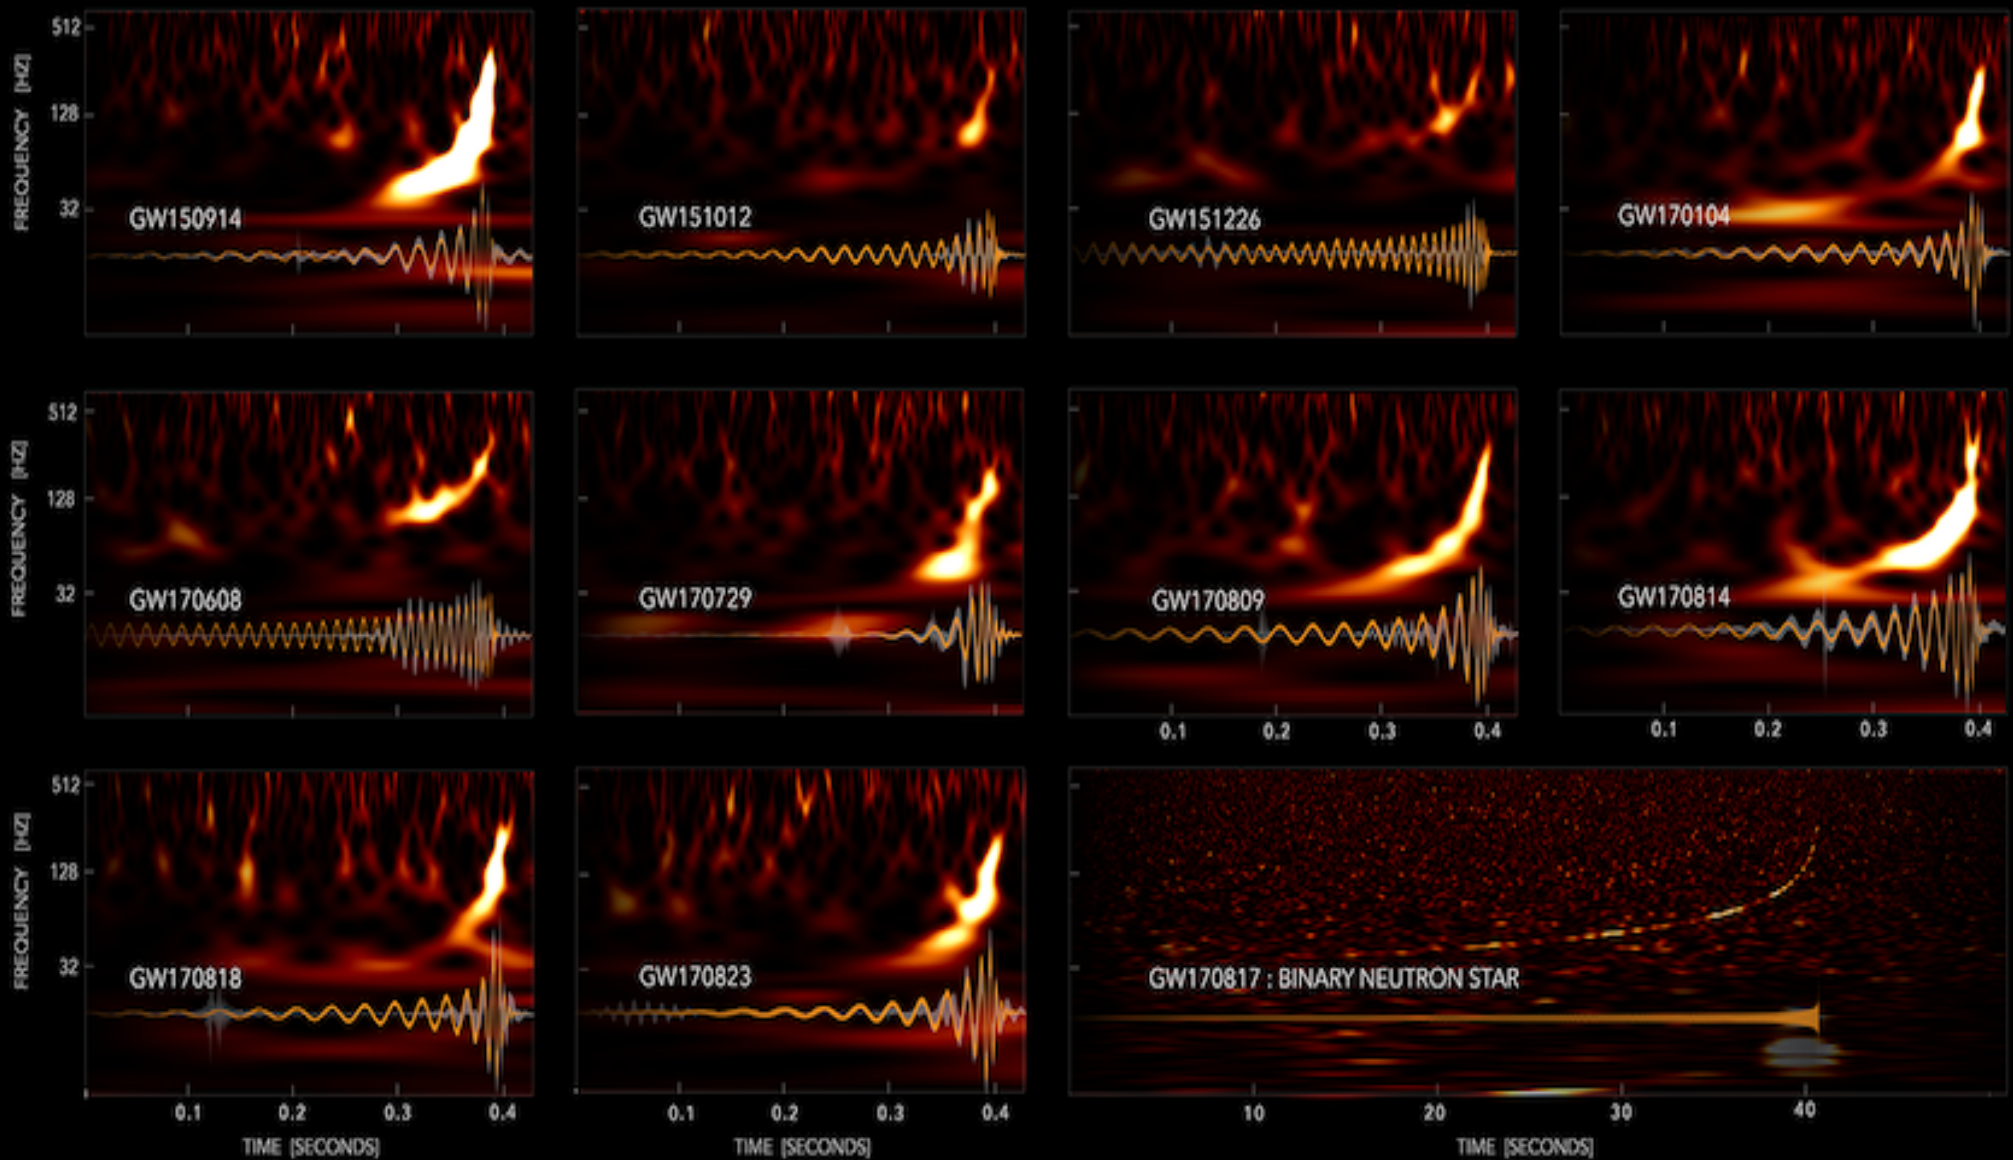 512
FREQUENCY [HZ]
128
32
GW150914
GW151012
GW151226
GW170104
512
FREQUENCY [HZ]
128
32
GW170608
GW170729
GW170809
GW170814
0.1 0.2 0.3 0.4
0.1 0.2 0.3 0.4
512
FREQUENCY [HZ]
128
32
GW170818
GW170823
GW170817 : BINARY NEUTRON STAR
0.1 0.2 0.3 0.4
0.1 0.2 0.3 0.4
10 20 30 40
TIME [SECONDS]
TIME [SECONDS]
TIME [SECONDS]